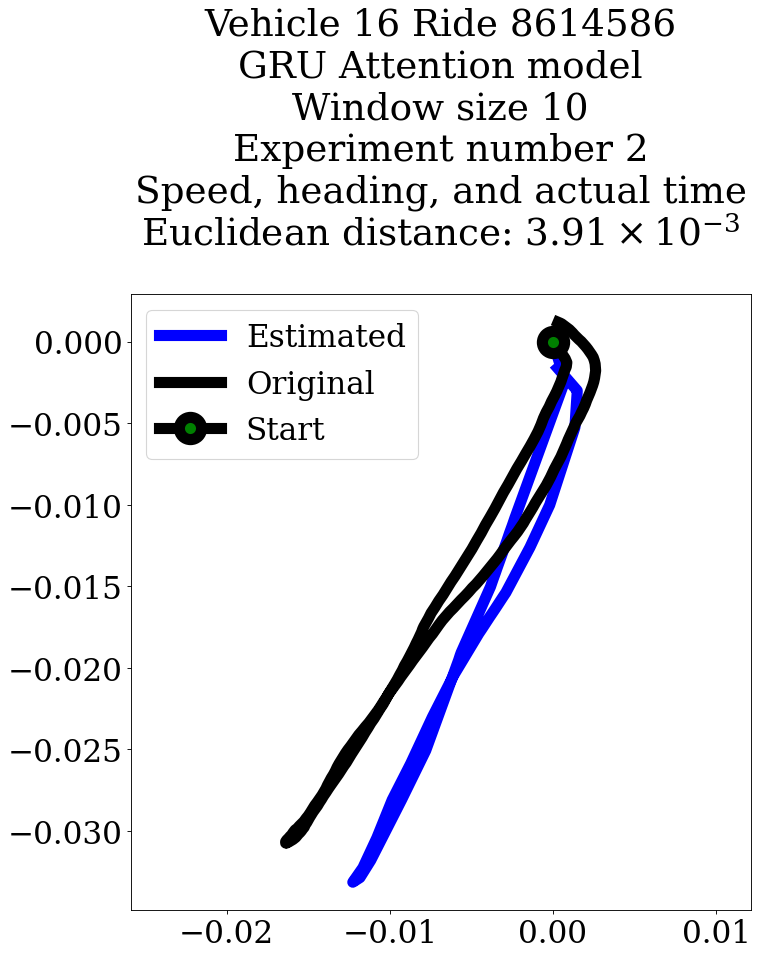 Vehicle 16 Ride 8614586
GRU Attention model
Window size 10
Experiment number 2
Speed, heading, and actual time
Euclidean distance: 3.91 × 10⁻³
Estimated
Original
Start
0.000
−0.005
−0.010
−0.015
−0.020
−0.025
−0.030
−0.02
−0.01
0.00
0.01